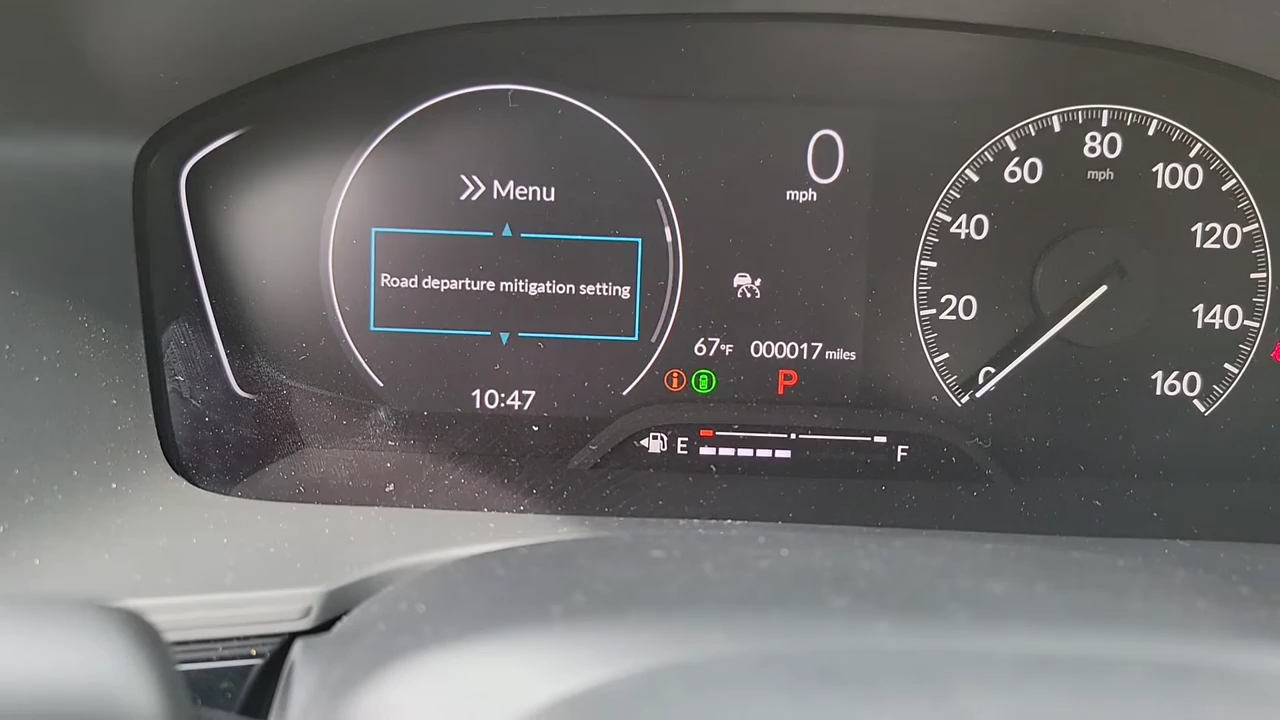 Menu
Road departure mitigation setting
10:47
0
mph
67°F 000017 miles
i
P
E
F
0
20
40
60
80
mph
100
120
140
160